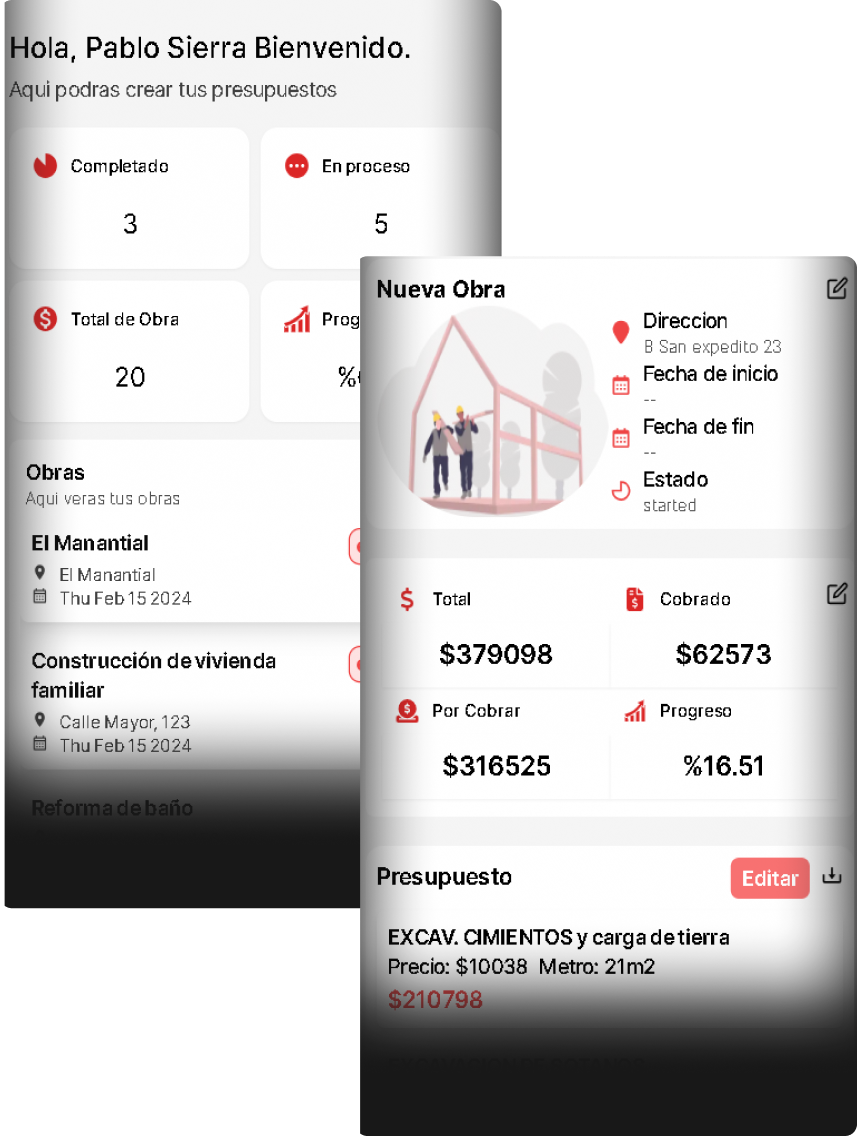 Hola, Pablo Sierra Bienvenido.
Aqui podras crear tus presupuestos
Completado
3
En proceso
5
Total de Obra
20
Prog
Obras
Aqui veras tus obras
El Manantial
El Manantial
Thu Feb 15 2024
Construcción de vivienda
familiar
Calle Mayor, 123
Thu Feb 15 2024
Reforma de baño
Nueva Obra
Direccion
B San expedito 23
Fecha de inicio
--
Fecha de fin
--
Estado
started
Total
$379098
Cobrado
$62573
Por Cobrar
$316525
Progreso
%16.51
Presupuesto
Editar
EXCAV. CIMIENTOS y carga de tierra
Precio: $10038 Metro: 21m2
$210798